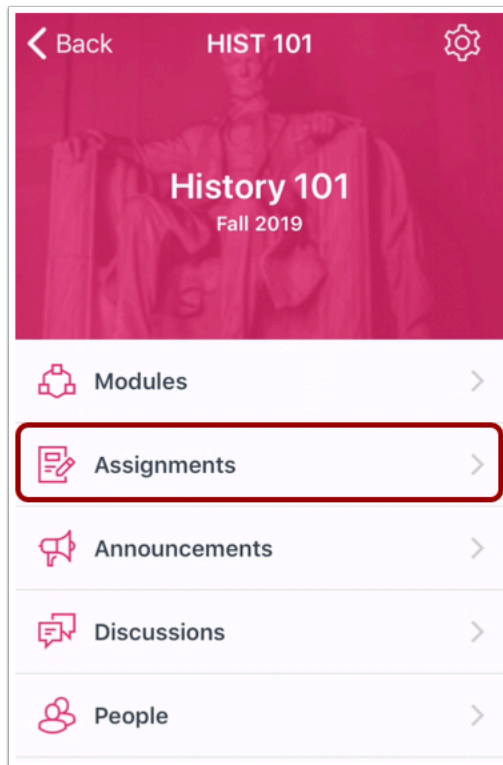 Back
HIST 101
History 101
Fall 2019
Modules
Assignments
Announcements
Discussions
People